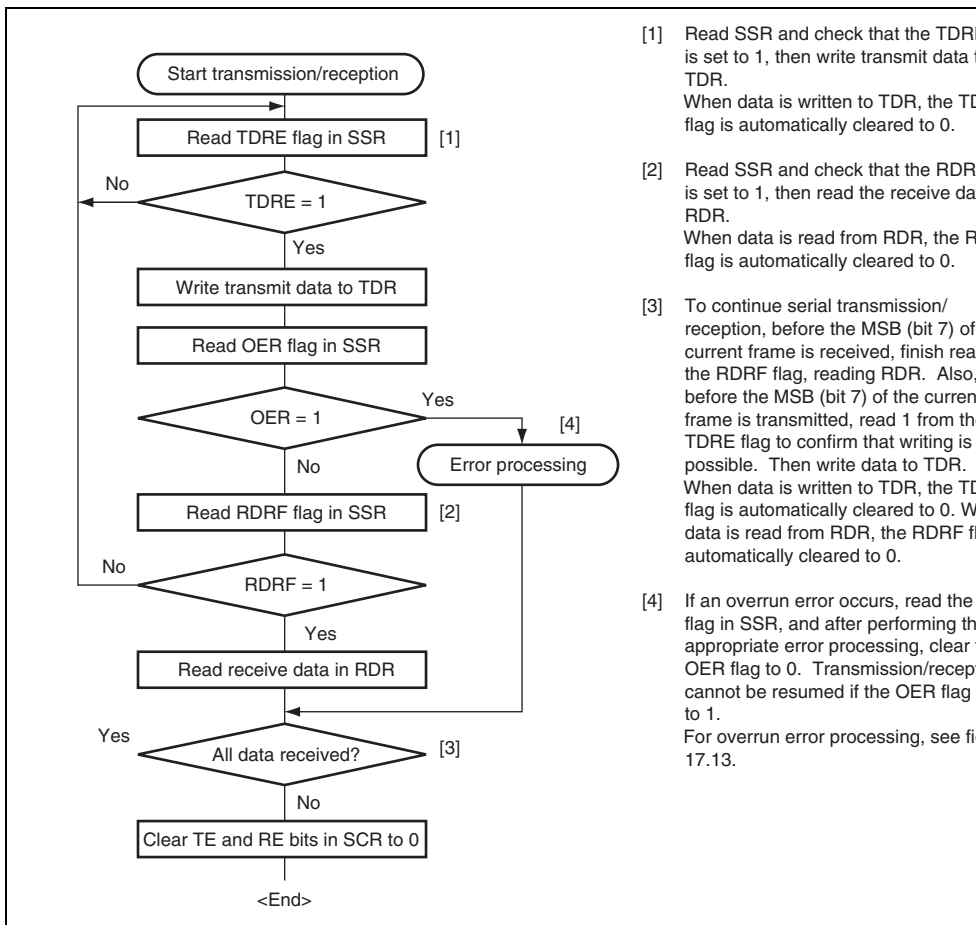 Start transmission/reception
Read TDRE flag in SSR
[1]
No
TDRE = 1
Yes
Write transmit data to TDR
Read OER flag in SSR
OER = 1
Yes
[4]
No
Error processing
Read RDRF flag in SSR
[2]
No
RDRF = 1
Yes
Read receive data in RDR
Yes
All data received?
[3]
No
Clear TE and RE bits in SCR to 0
<End>
[1] Read SSR and check that the
is set to 1, then write transmit data
TDR.
When data is written to TDR, the
flag is automatically cleared to 0.
[2] Read SSR and check that the
is set to 1, then read the receive
RDR.
When data is read from RDR, the
flag is automatically cleared to 0.
[3] To continue serial transmission/
reception, before the MSB (bit 7) of
current frame is received, finish
the RDRF flag, reading RDR. Also,
before the MSB (bit 7) of the
frame is transmitted, read 1 from
TDRE flag to confirm that writing is
possible. Then write data to TDR.
When data is written to TDR, the
flag is automatically cleared to 0.
data is read from RDR, the RDRF
automatically cleared to 0.
[4] If an overrun error occurs, read the
flag in SSR, and after performing
appropriate error processing, clear
OER flag to 0. Transmission/
cannot be resumed if the OER flag
to 1.
For overrun error processing, see
17.13.